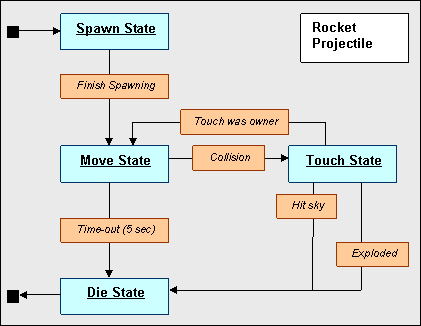 Spawn State
Rocket
Projectile
Finish Spawning
Touch was owner
Move State
Collision
Touch State
Hit sky
Time-out (5 sec)
Exploded
Die State